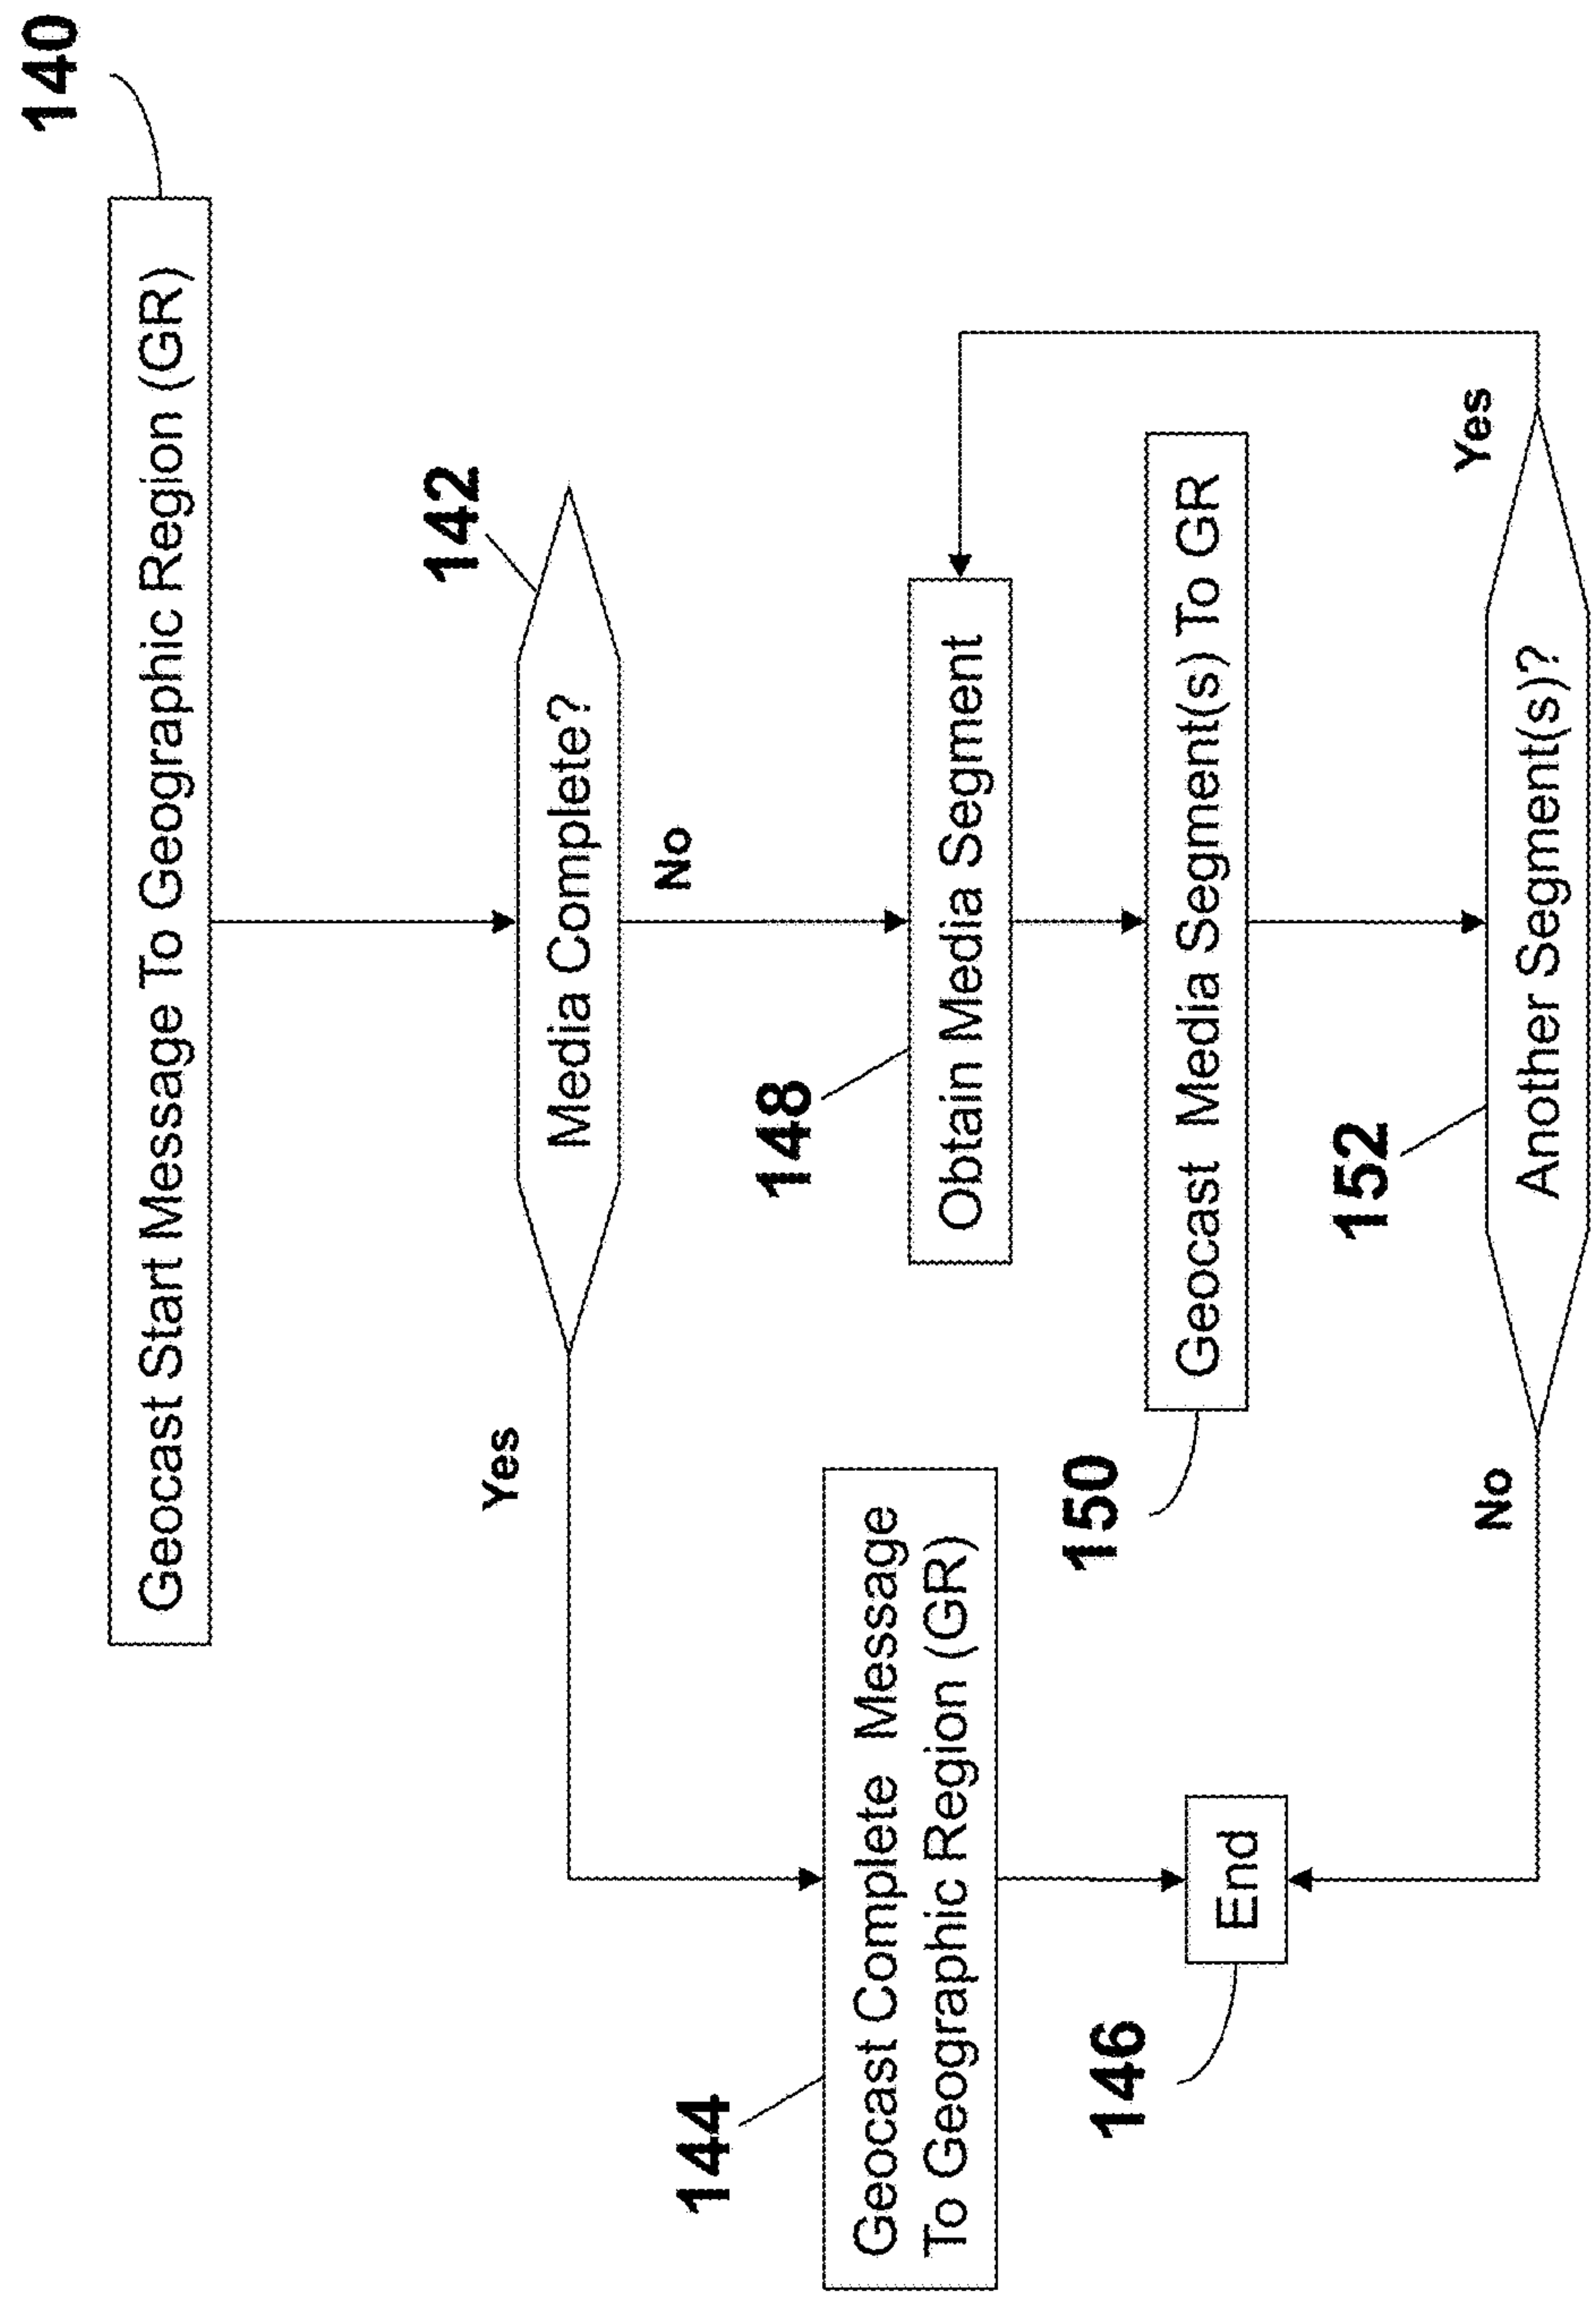 140
Geocast Start Message To Geographic Region (GR)
142
Media Complete?
Yes
No
144
Geocast Complete Message
To Geographic Region (GR)
148
Obtain Media Segment
150
Geocast Media Segment(s) To GR
146
End
152
Another Segment(s)?
No
Yes